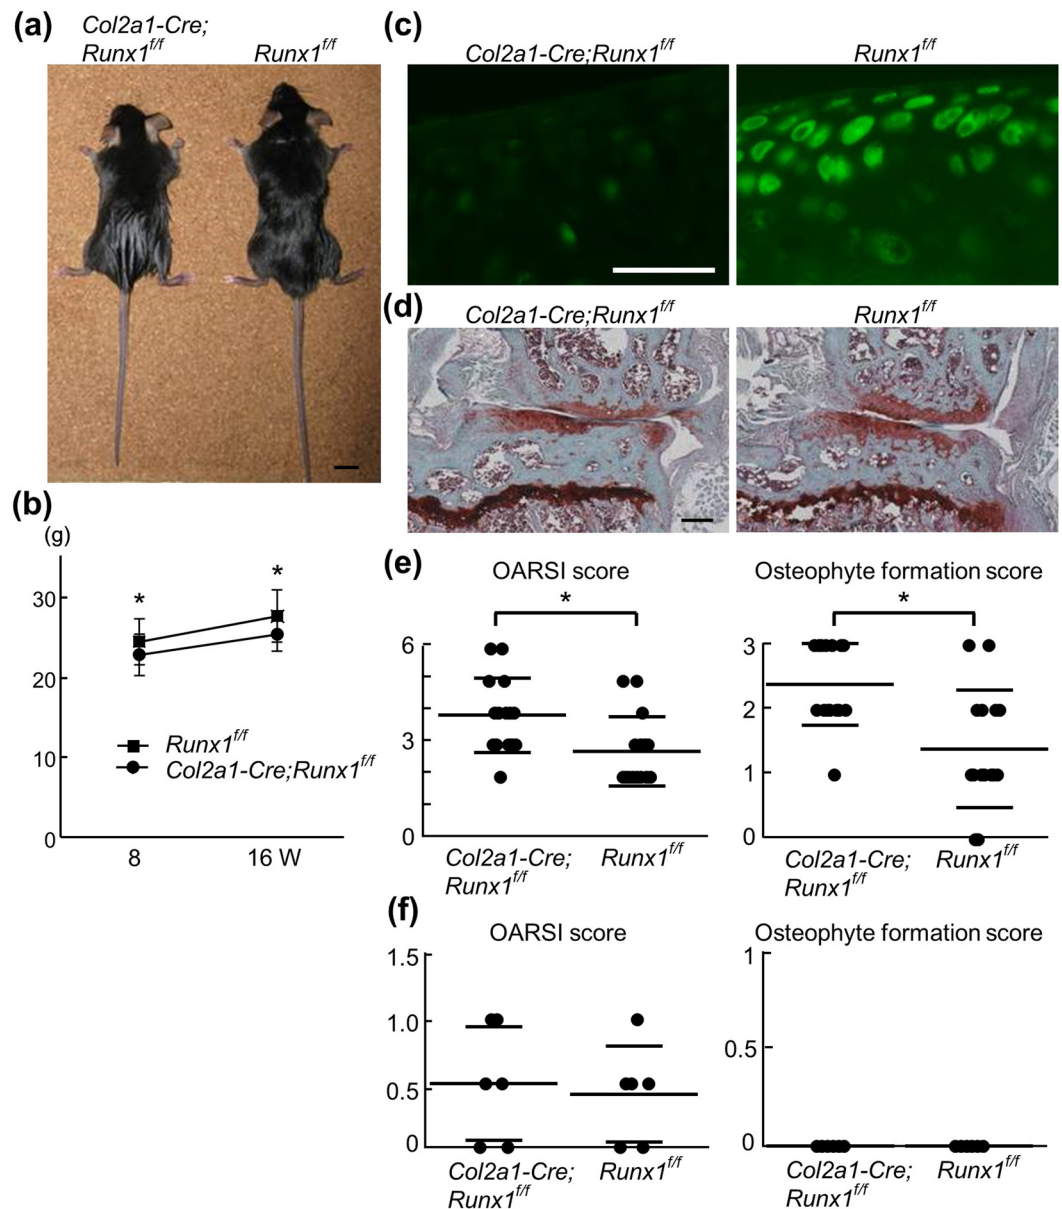 (a)
Col2a1-Cre;
Runx1f/f
Runx1f/f
(b)
(g)
30
20
10
0
*
*
Runx1f/f
Col2a1-Cre;Runx1f/f
8
16 W
(c)
Col2a1-Cre;Runx1f/f
Runx1f/f
(d)
Col2a1-Cre;Runx1f/f
Runx1f/f
(e)
OARSI score
*
6
3
0
Col2a1-Cre;
Runx1f/f
Runx1f/f
Osteophyte formation score
*
3
2
1
0
Col2a1-Cre;
Runx1f/f
Runx1f/f
(f)
OARSI score
1.5
1.0
0.5
0
Col2a1-Cre;
Runx1f/f
Runx1f/f
Osteophyte formation score
1
0.5
0
Col2a1-Cre;
Runx1f/f
Runx1f/f